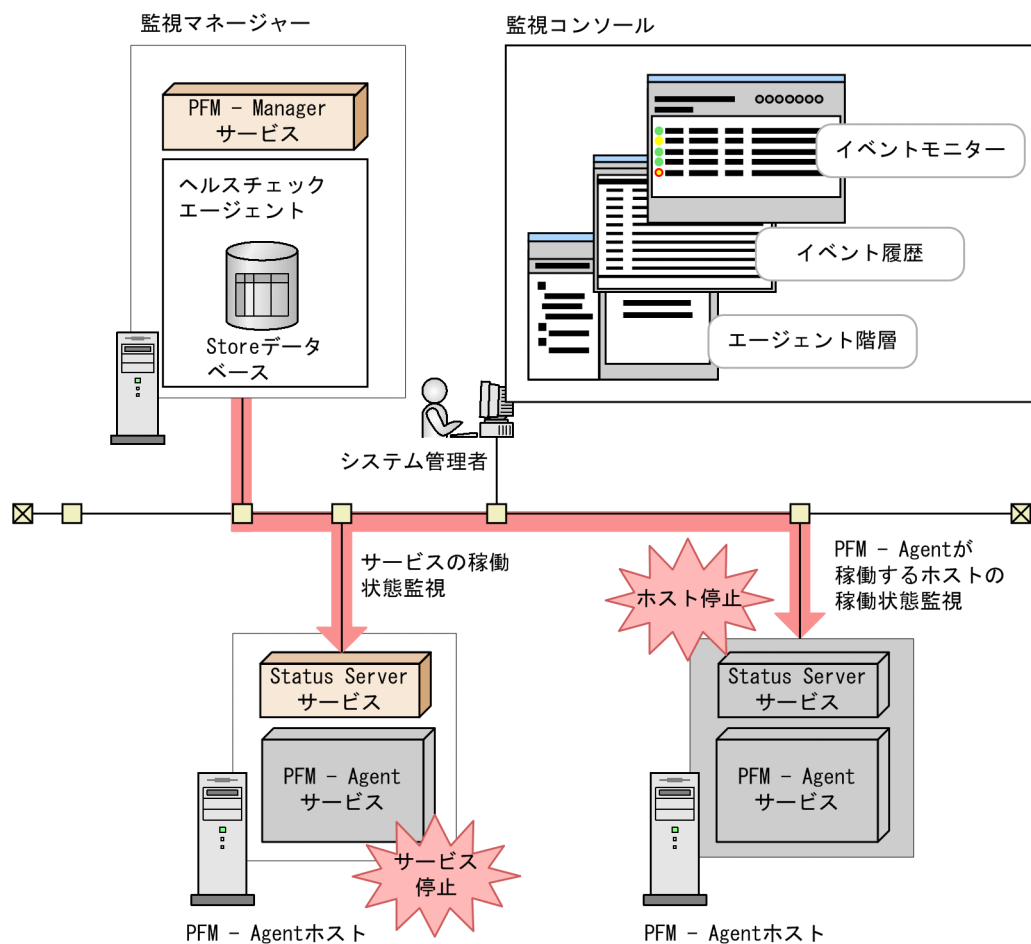 監視マネージャー
監視コンソール
PFM - Manager
サービス
ヘルスチェック
エージェント
Storeデータ
ベース
イベントモニター
イベント履歴
エージェント階層
システム管理者
サービスの稼働
状態監視
ホスト停止
PFM - Agentが
稼働するホストの
稼働状態監視
Status Server
サービス
PFM - Agent
サービス
サービス
停止
PFM - Agentホスト
Status Server
サービス
PFM - Agent
サービス
PFM - Agentホスト